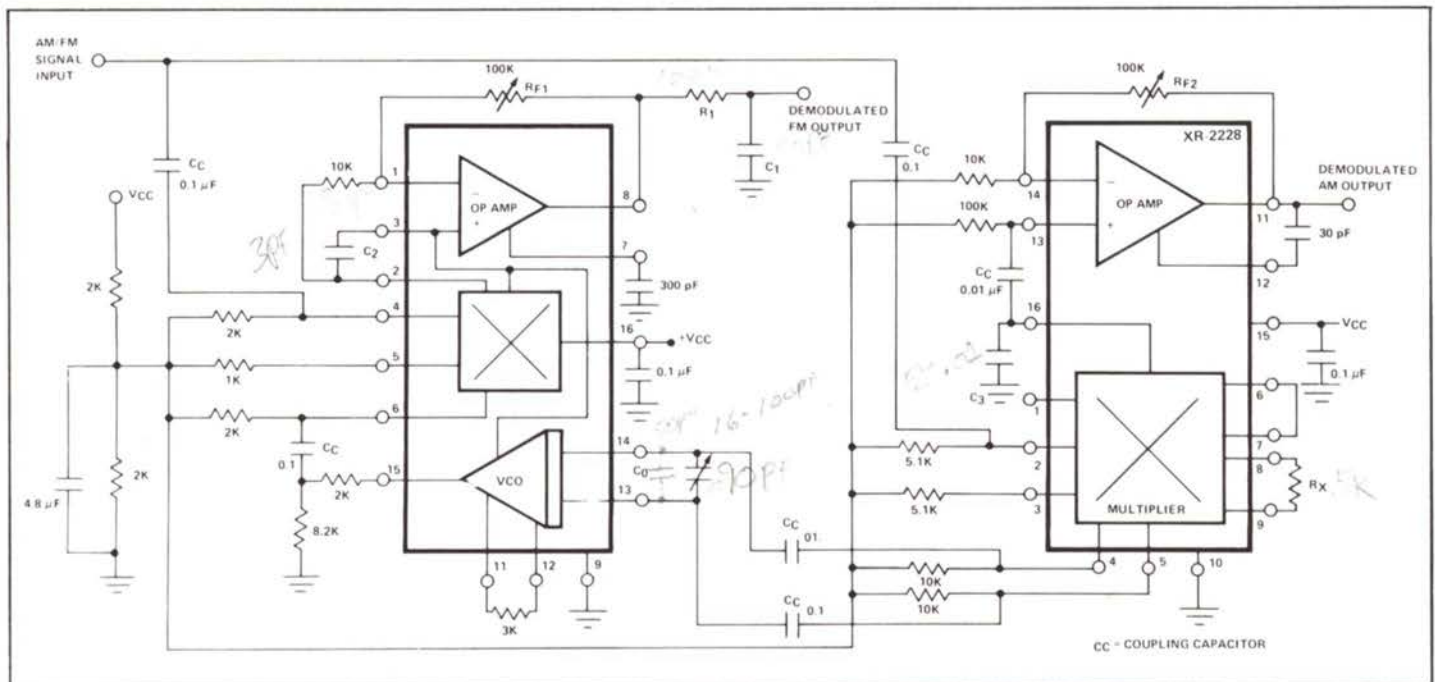 AM/FM
SIGNAL
INPUT
CC
0.1 µF
VCC
2K
2K
4.8 µF
2K
1K
2K
CC
0.1
2K
8.2K
100K
RF1
10K
3pf
C2
1
3
2
4
5
6
15
OP AMP
VCO
8
7
300 pF
16
+VCC
0.1 µF
14
13
CO
16-100PF
90PF
11
12
9
3K
R1
C1
DEMODULATED
FM OUTPUT
CC
0.1
CC
01
CC
0.1
100K
RF2
XR-2228
10K
14
100K
13
CC
0.01 µF
16
C3
1
5.1K
2
5.1K
3
10K
10K
4
5
10
OP AMP
MULTIPLIER
11
DEMODULATED
AM OUTPUT
30 pF
12
15
VCC
0.1 µF
6
7
8
9
RX
CC = COUPLING CAPACITOR